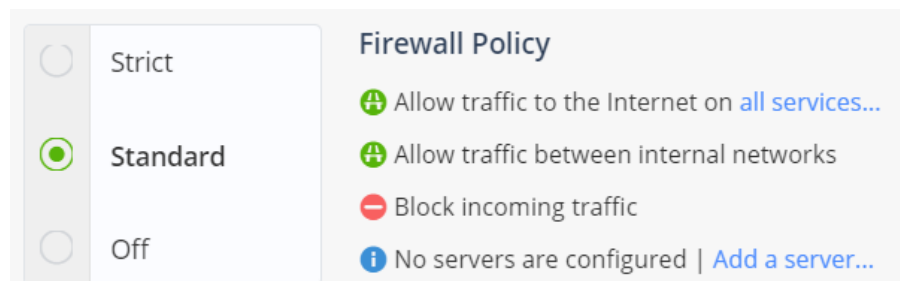 Strict
Standard
Off
Firewall Policy
Allow traffic to the Internet on all services...
Allow traffic between internal networks
Block incoming traffic
No servers are configured | Add a server...